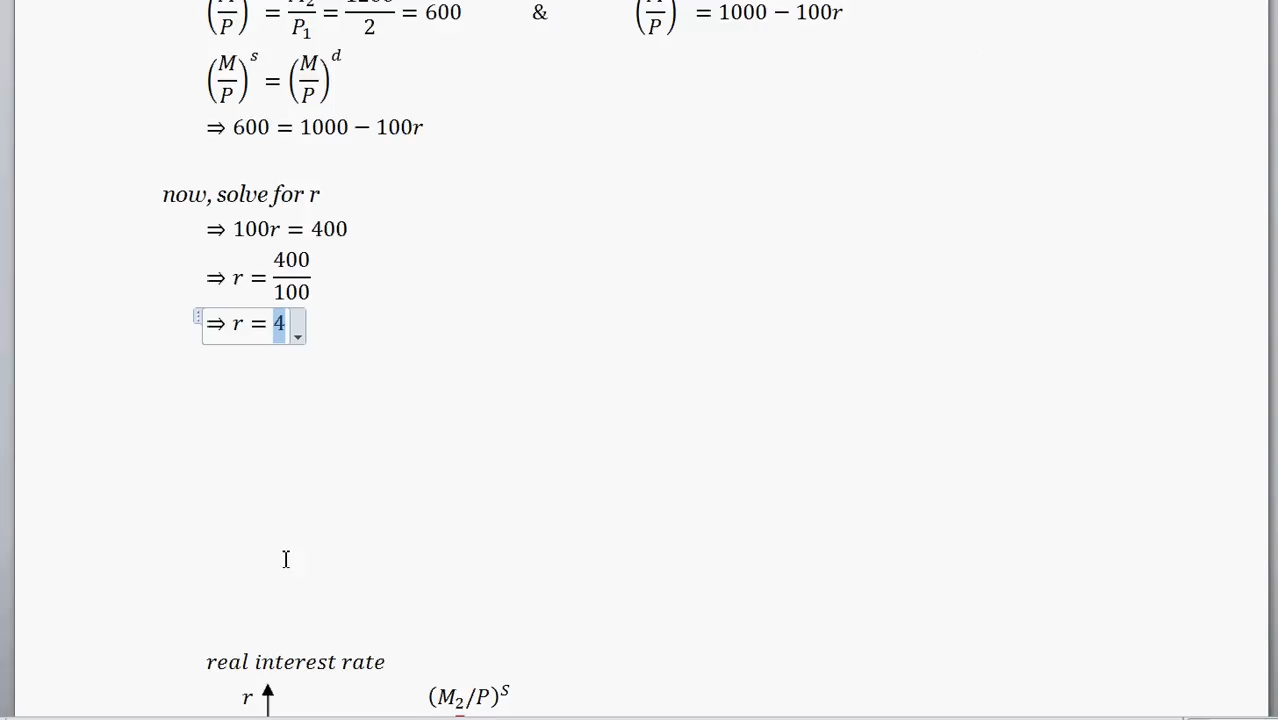 (M/P) = M₂/P₁ = 1200/2 = 600 & (M/P) = 1000 − 100r
(M/P)ˢ = (M/P)ᵈ
⇒ 600 = 1000 − 100r
now, solve for r
⇒ 100r = 400
⇒ r = 400/100
⇒ r = 4
real interest rate
r (M₂/P)ˢ